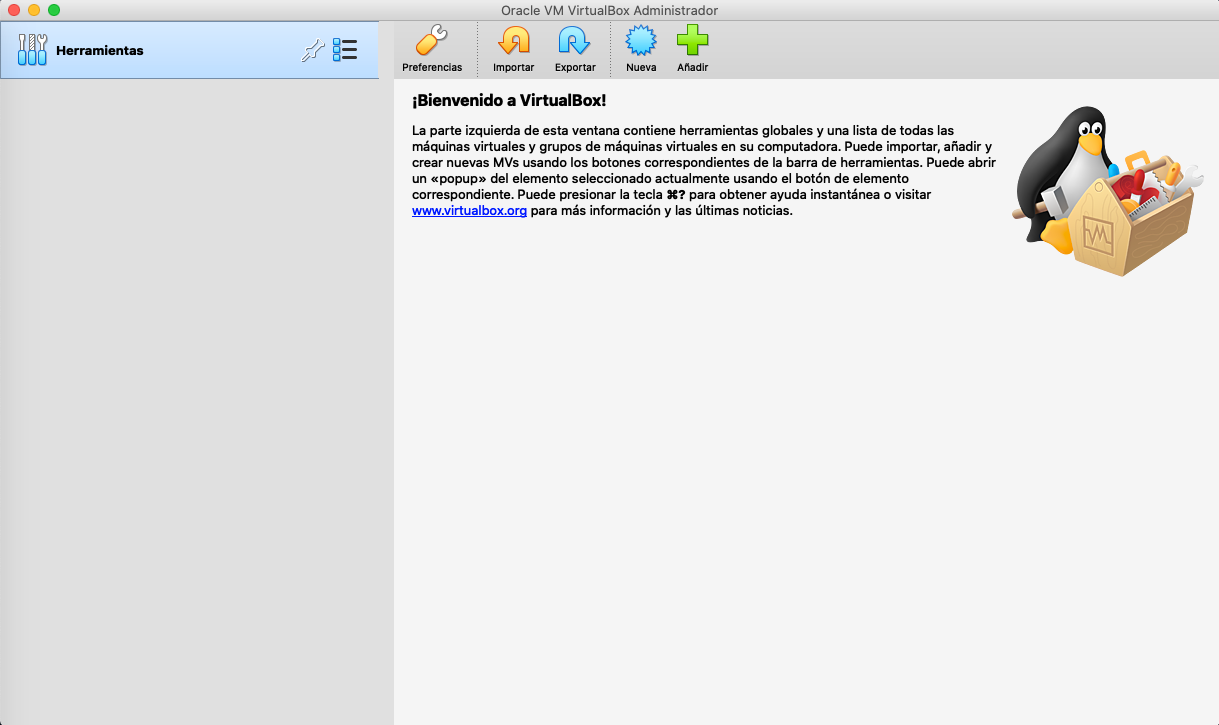 Oracle VM VirtualBox Administrador
Herramientas
Preferencias
Importar
Exportar
Nueva
Añadir
¡Bienvenido a VirtualBox!
La parte izquierda de esta ventana contiene herramientas globales y una lista de todas las
máquinas virtuales y grupos de máquinas virtuales en su computadora. Puede importar, añadir y
crear nuevas MVs usando los botones correspondientes de la barra de herramientas. Puede abrir
un «popup» del elemento seleccionado actualmente usando el botón de elemento
correspondiente. Puede presionar la tecla ⌘? para obtener ayuda instantánea o visitar
www.virtualbox.org para más información y las últimas noticias.